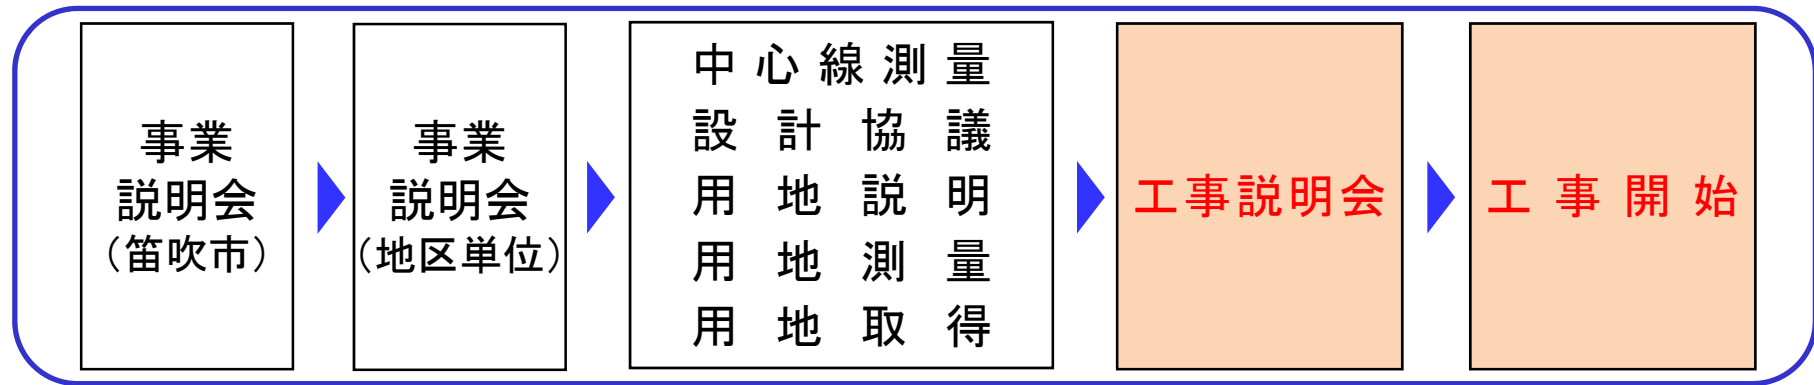 事業
説明会
（笛吹市）
事業
説明会
（地区単位）
中心線測量
設計協議
用地説明
用地測量
用地取得
工事説明会
工事開始